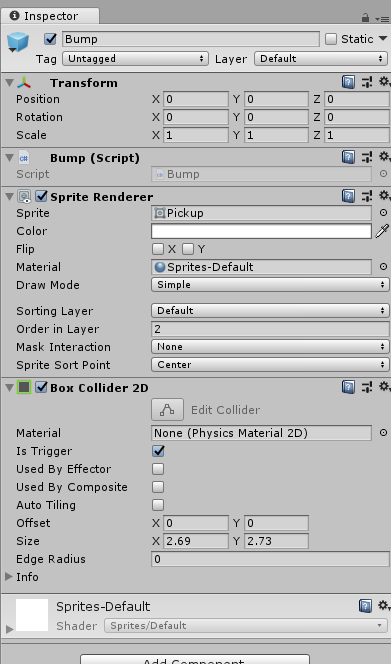 Inspector
Bump Static
Tag Untagged Layer Default
Transform
Position X 0 Y 0 Z 0
Rotation X 0 Y 0 Z 0
Scale X 1 Y 1 Z 1
Bump (Script)
Script Bump
Sprite Renderer
Sprite Pickup
Color
Flip X Y
Material Sprites-Default
Draw Mode Simple
Sorting Layer Default
Order in Layer 2
Mask Interaction None
Sprite Sort Point Center
Box Collider 2D
Edit Collider
Material None (Physics Material 2D)
Is Trigger
Used By Effector
Used By Composite
Auto Tiling
Offset X 0 Y 0
Size X 2.69 Y 2.73
Edge Radius 0
Info
Sprites-Default
Shader Sprites/Default
Add Component